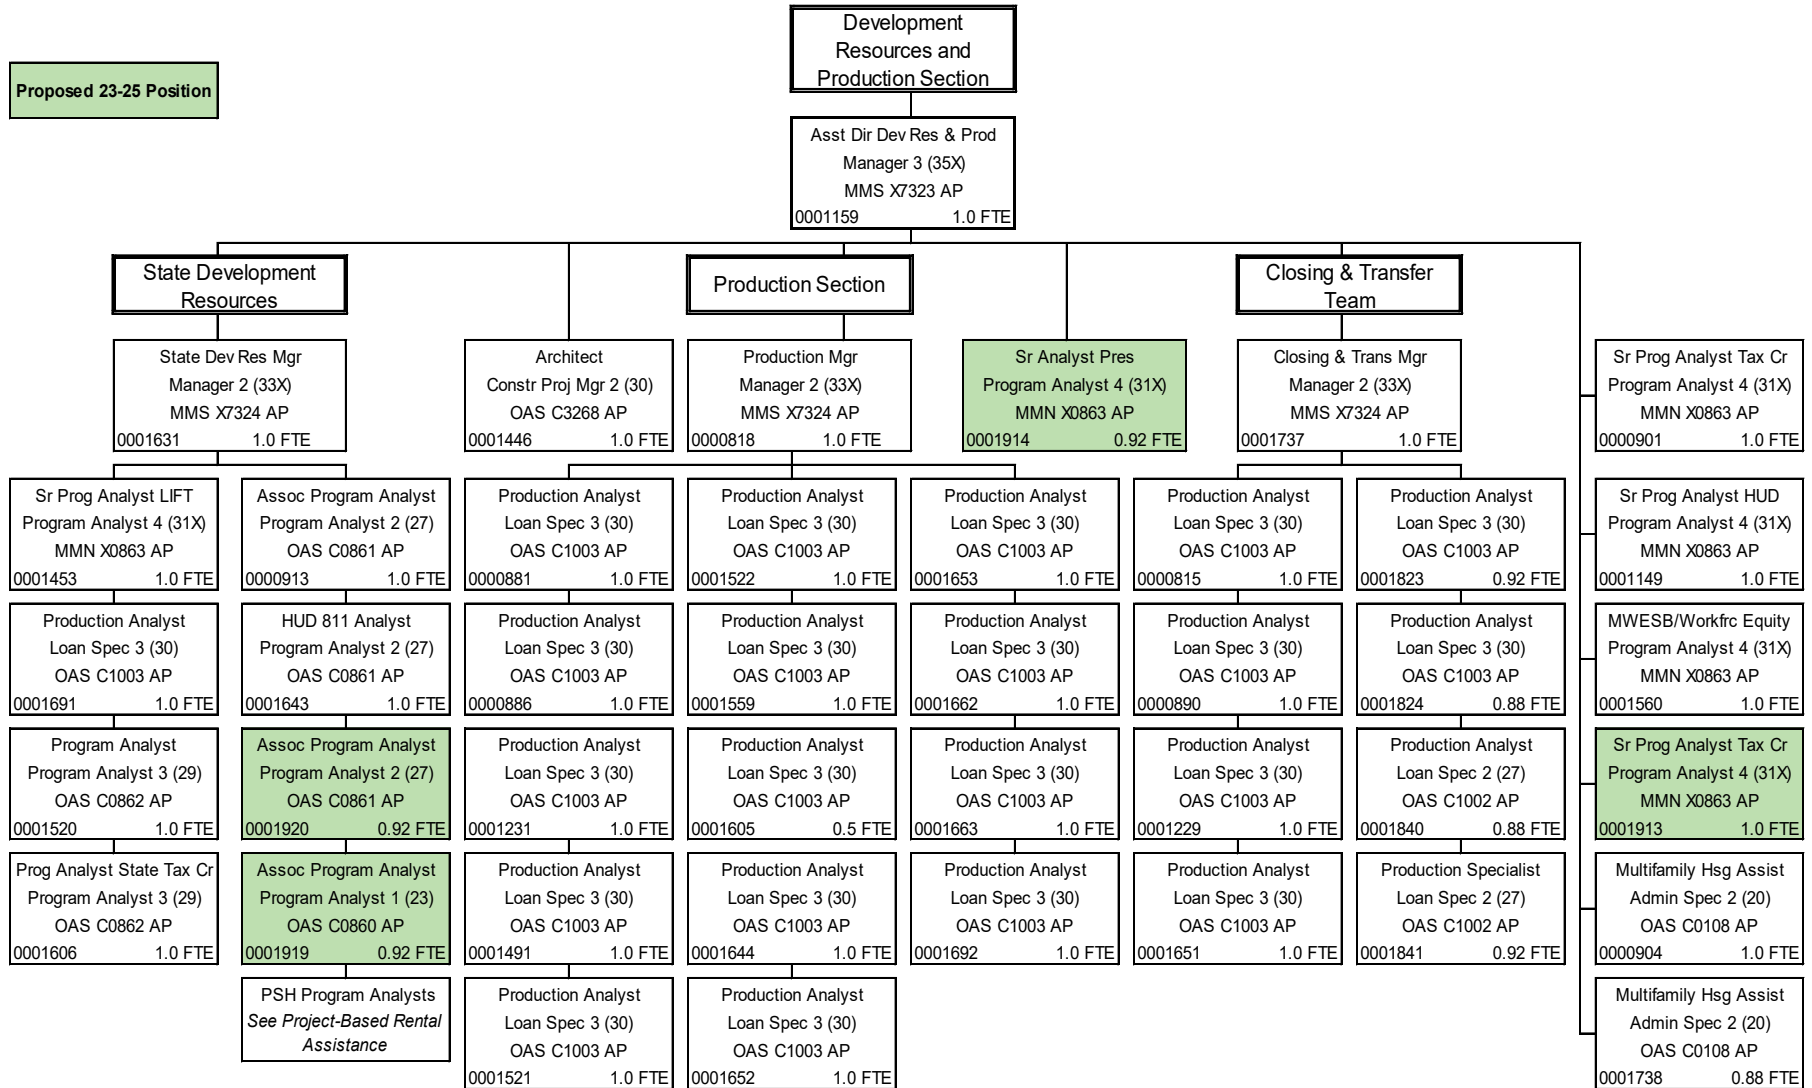 Development
Resources and
Production Section
Proposed 23-25 Position
Asst Dir Dev Res & Prod
Manager 3 (35X)
MMS X7323 AP
0001159 1.0 FTE
State Development
Resources
Production Section
Closing & Transfer
Team
State Dev Res Mgr
Manager 2 (33X)
MMS X7324 AP
0001631 1.0 FTE
Architect
Constr Proj Mgr 2 (30)
OAS C3268 AP
0001446 1.0 FTE
Production Mgr
Manager 2 (33X)
MMS X7324 AP
0000818 1.0 FTE
Sr Analyst Pres
Program Analyst 4 (31X)
MMN X0863 AP
0001914 0.92 FTE
Closing & Trans Mgr
Manager 2 (33X)
MMS X7324 AP
0001737 1.0 FTE
Sr Prog Analyst Tax Cr
Program Analyst 4 (31X)
MMN X0863 AP
0000901 1.0 FTE
Sr Prog Analyst LIFT
Program Analyst 4 (31X)
MMN X0863 AP
0001453 1.0 FTE
Assoc Program Analyst
Program Analyst 2 (27)
OAS C0861 AP
0000913 1.0 FTE
Production Analyst
Loan Spec 3 (30)
OAS C1003 AP
0000881 1.0 FTE
Production Analyst
Loan Spec 3 (30)
OAS C1003 AP
0001522 1.0 FTE
Production Analyst
Loan Spec 3 (30)
OAS C1003 AP
0001653 1.0 FTE
Production Analyst
Loan Spec 3 (30)
OAS C1003 AP
0000815 1.0 FTE
Production Analyst
Loan Spec 3 (30)
OAS C1003 AP
0001823 0.92 FTE
Sr Prog Analyst HUD
Program Analyst 4 (31X)
MMN X0863 AP
0001149 1.0 FTE
Production Analyst
Loan Spec 3 (30)
OAS C1003 AP
0001691 1.0 FTE
HUD 811 Analyst
Program Analyst 2 (27)
OAS C0861 AP
0001643 1.0 FTE
Production Analyst
Loan Spec 3 (30)
OAS C1003 AP
0000886 1.0 FTE
Production Analyst
Loan Spec 3 (30)
OAS C1003 AP
0001559 1.0 FTE
Production Analyst
Loan Spec 3 (30)
OAS C1003 AP
0001662 1.0 FTE
Production Analyst
Loan Spec 3 (30)
OAS C1003 AP
0000890 1.0 FTE
Production Analyst
Loan Spec 3 (30)
OAS C1003 AP
0001824 0.88 FTE
MWESB/Workfrc Equity
Program Analyst 4 (31X)
MMN X0863 AP
0001560 1.0 FTE
Program Analyst
Program Analyst 3 (29)
OAS C0862 AP
0001520 1.0 FTE
Assoc Program Analyst
Program Analyst 2 (27)
OAS C0861 AP
0001920 0.92 FTE
Production Analyst
Loan Spec 3 (30)
OAS C1003 AP
0001231 1.0 FTE
Production Analyst
Loan Spec 3 (30)
OAS C1003 AP
0001605 0.5 FTE
Production Analyst
Loan Spec 3 (30)
OAS C1003 AP
0001663 1.0 FTE
Production Analyst
Loan Spec 3 (30)
OAS C1003 AP
0001229 1.0 FTE
Production Analyst
Loan Spec 2 (27)
OAS C1002 AP
0001840 0.88 FTE
Sr Prog Analyst Tax Cr
Program Analyst 4 (31X)
MMN X0863 AP
0001913 1.0 FTE
Prog Analyst State Tax Cr
Program Analyst 3 (29)
OAS C0862 AP
0001606 1.0 FTE
Assoc Program Analyst
Program Analyst 1 (23)
OAS C0860 AP
0001919 0.92 FTE
Production Analyst
Loan Spec 3 (30)
OAS C1003 AP
0001491 1.0 FTE
Production Analyst
Loan Spec 3 (30)
OAS C1003 AP
0001644 1.0 FTE
Production Analyst
Loan Spec 3 (30)
OAS C1003 AP
0001692 1.0 FTE
Production Analyst
Loan Spec 3 (30)
OAS C1003 AP
0001651 1.0 FTE
Production Specialist
Loan Spec 2 (27)
OAS C1002 AP
0001841 0.92 FTE
Multifamily Hsg Assist
Admin Spec 2 (20)
OAS C0108 AP
0000904 1.0 FTE
PSH Program Analysts
See Project-Based Rental
Assistance
Production Analyst
Loan Spec 3 (30)
OAS C1003 AP
0001521 1.0 FTE
Production Analyst
Loan Spec 3 (30)
OAS C1003 AP
0001652 1.0 FTE
Multifamily Hsg Assist
Admin Spec 2 (20)
OAS C0108 AP
0001738 0.88 FTE